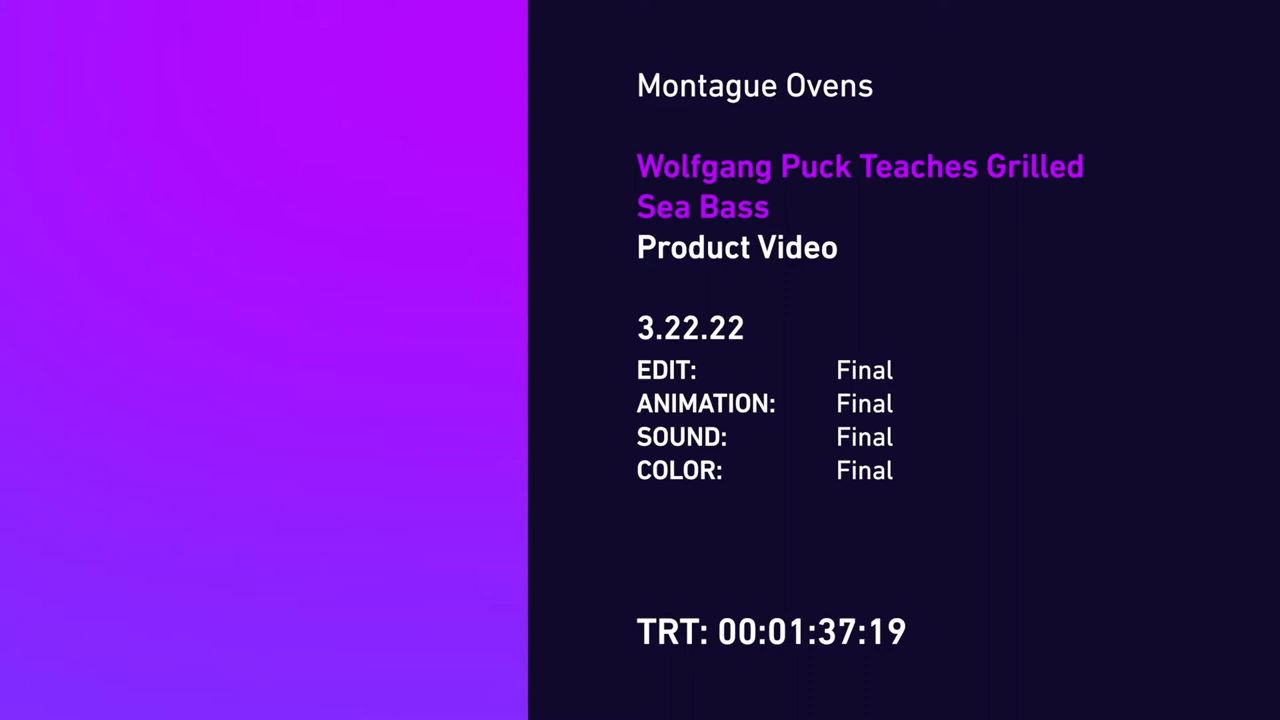 Montague Ovens
Wolfgang Puck Teaches Grilled
Sea Bass
Product Video
3.22.22
EDIT: Final
ANIMATION: Final
SOUND: Final
COLOR: Final
TRT: 00:01:37:19